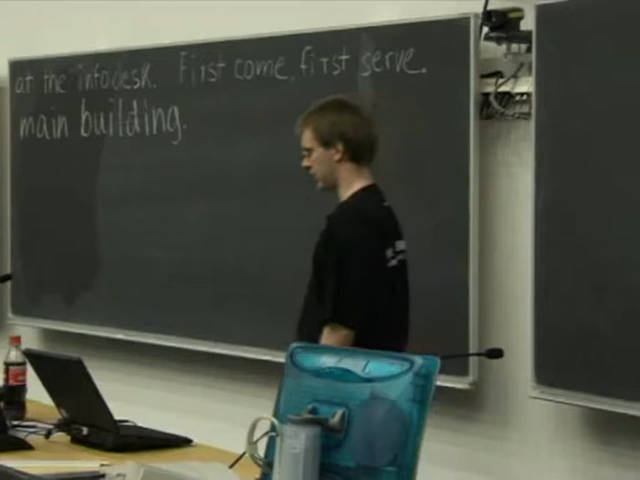 at the infodesk. First come, first serve.
main building.